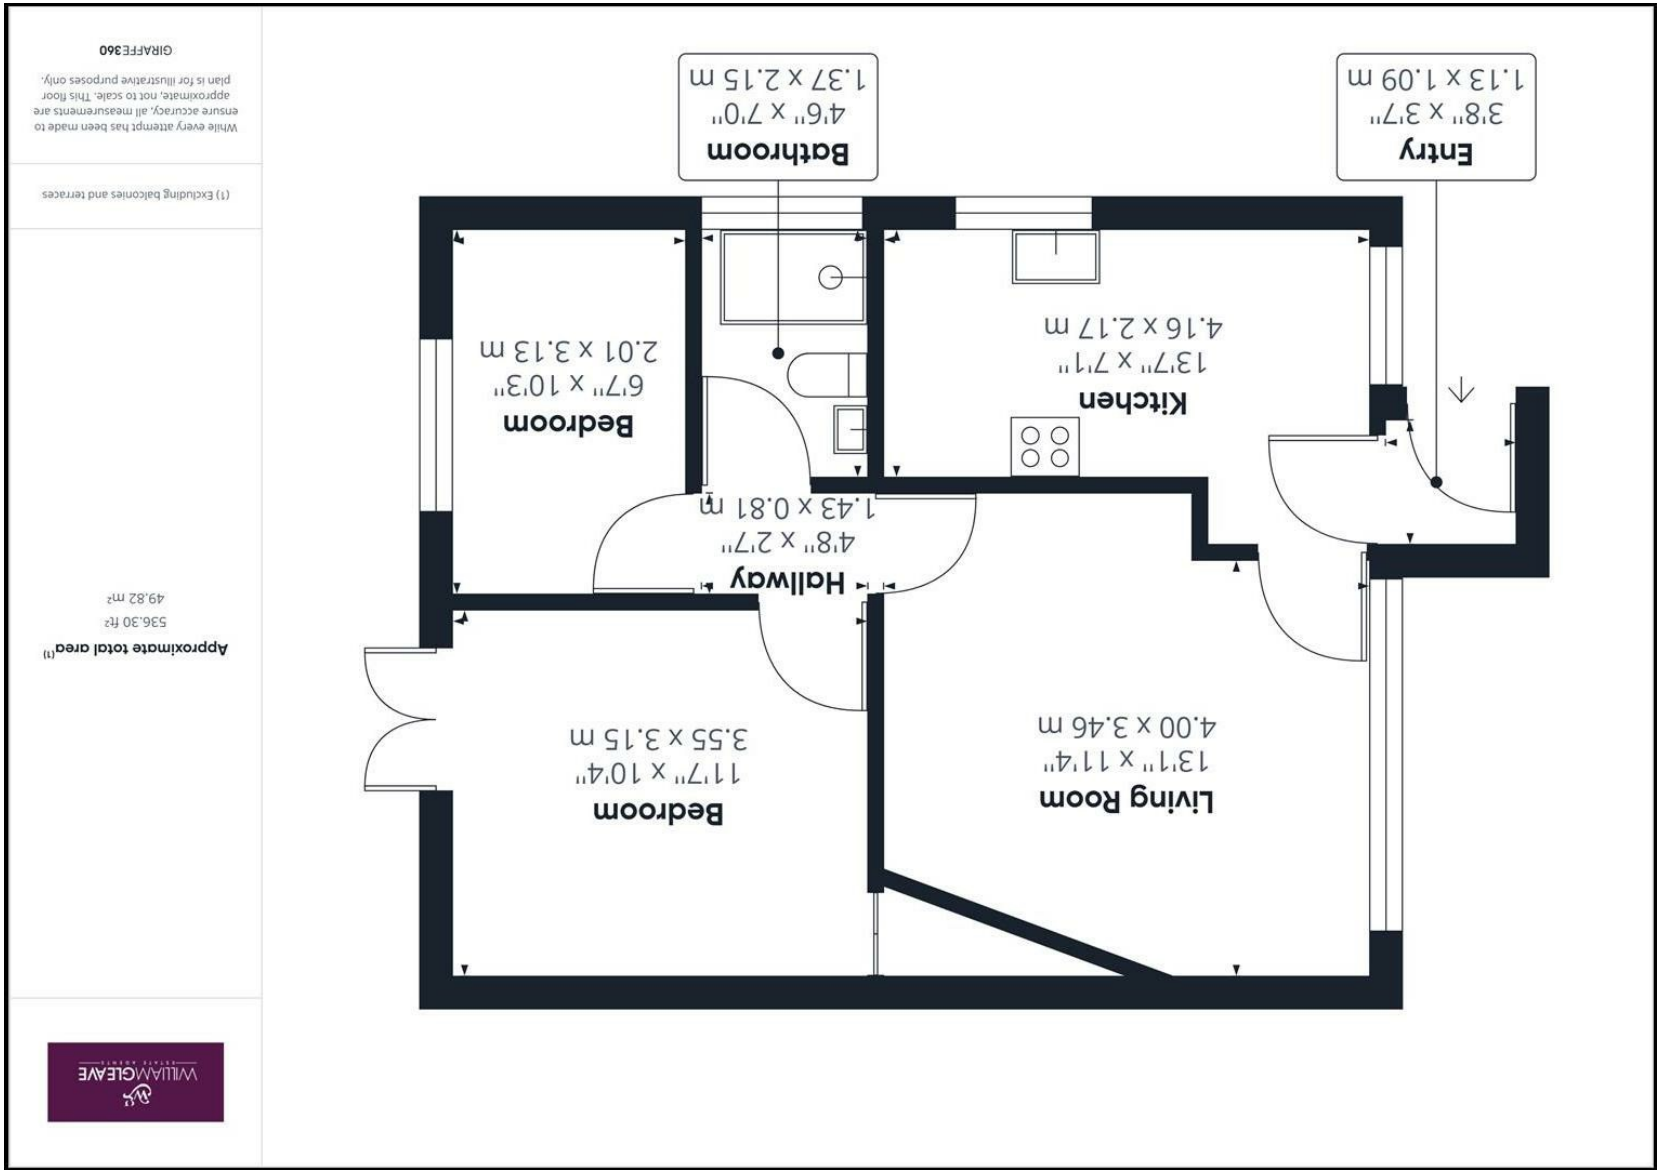 Living Room
13'1" x 11'4"
4.00 x 3.46 m
Bedroom
11'7" x 10'4"
3.55 x 3.15 m
Hallway
4'8" x 2'7"
1.43 x 0.81 m
Kitchen
13'7" x 7'1"
4.16 x 2.17 m
Bedroom
6'7" x 10'3"
2.01 x 3.13 m
Entry
3'8" x 3'7"
1.13 x 1.09 m
Bathroom
4'6" x 7'0"
1.37 x 2.15 m
WG
WILLIAMGLEAVE
ESTATE AGENTS
Approximate total area(1)
536.30 ft²
49.82 m²
(1) Excluding balconies and terraces
While every attempt has been made to
ensure accuracy, all measurements are
approximate, not to scale. This floor
plan is for illustrative purposes only.
GIRAFFE360